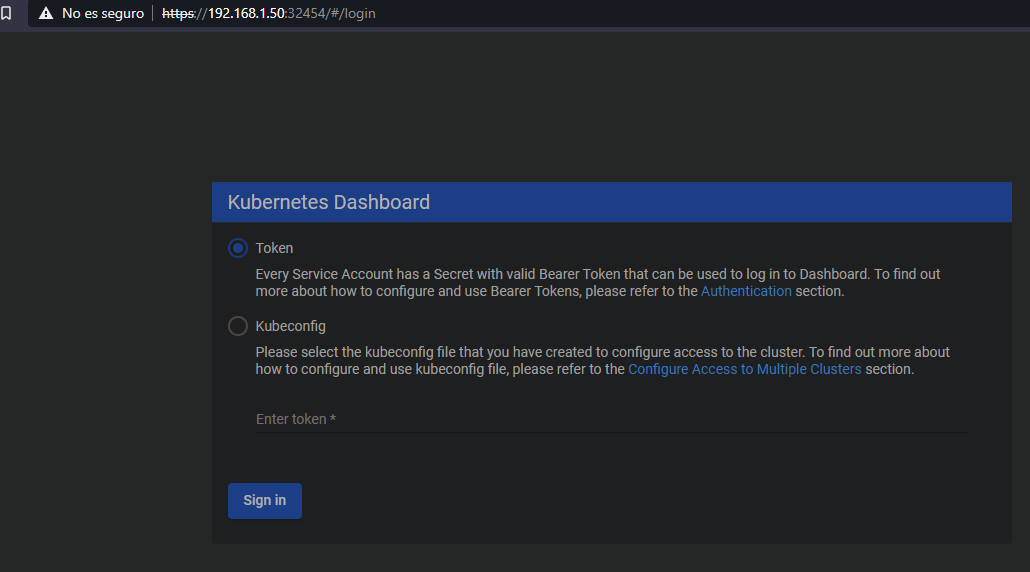 No es seguro https://192.168.1.50:32454/#/login
Kubernetes Dashboard
Token
Every Service Account has a Secret with valid Bearer Token that can be used to log in to Dashboard. To find out
more about how to configure and use Bearer Tokens, please refer to the Authentication section.
Kubeconfig
Please select the kubeconfig file that you have created to configure access to the cluster. To find out more about
how to configure and use kubeconfig file, please refer to the Configure Access to Multiple Clusters section.
Enter token *
Sign in